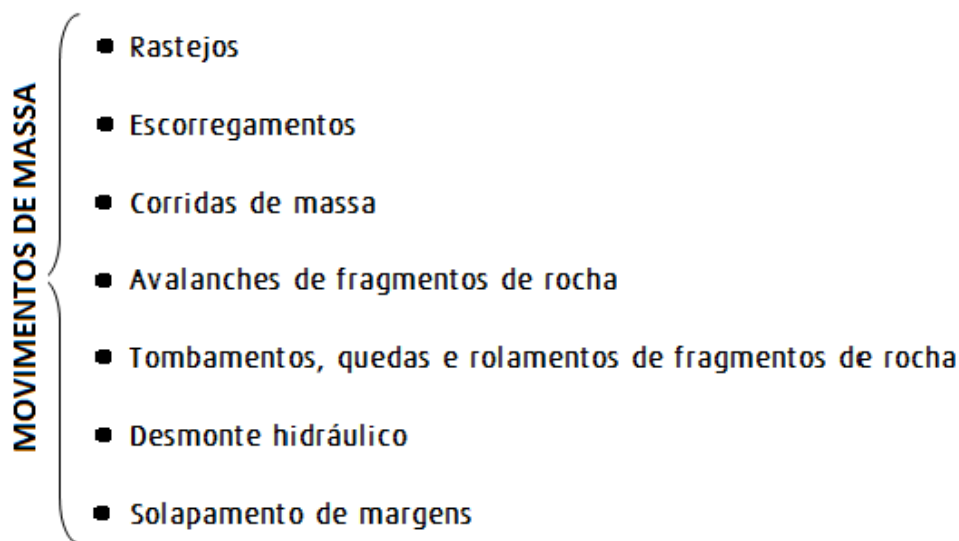 MOVIMENTOS DE MASSA
• Rastejos
• Escorregamentos
• Corridas de massa
• Avalanches de fragmentos de rocha
• Tombamentos, quedas e rolamentos de fragmentos de rocha
• Desmonte hidráulico
• Solapamento de margens